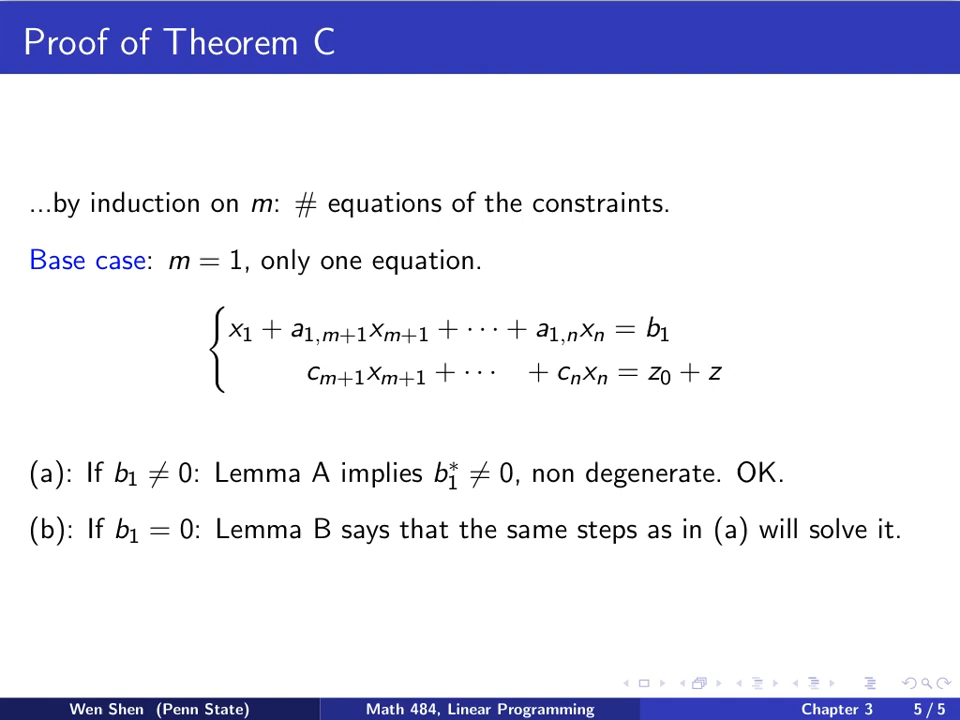 Proof of Theorem C
...by induction on m: # equations of the constraints.
Base case: m = 1, only one equation.
x₁ + a₁,ₘ₊₁xₘ₊₁ + ⋯ + a₁,ₙxₙ = b₁
cₘ₊₁xₘ₊₁ + ⋯ + cₙxₙ = z₀ + z
(a): If b₁ ≠ 0: Lemma A implies b₁* ≠ 0, non degenerate. OK.
(b): If b₁ = 0: Lemma B says that the same steps as in (a) will solve it.
Wen Shen (Penn State) Math 484, Linear Programming Chapter 3 5 / 5